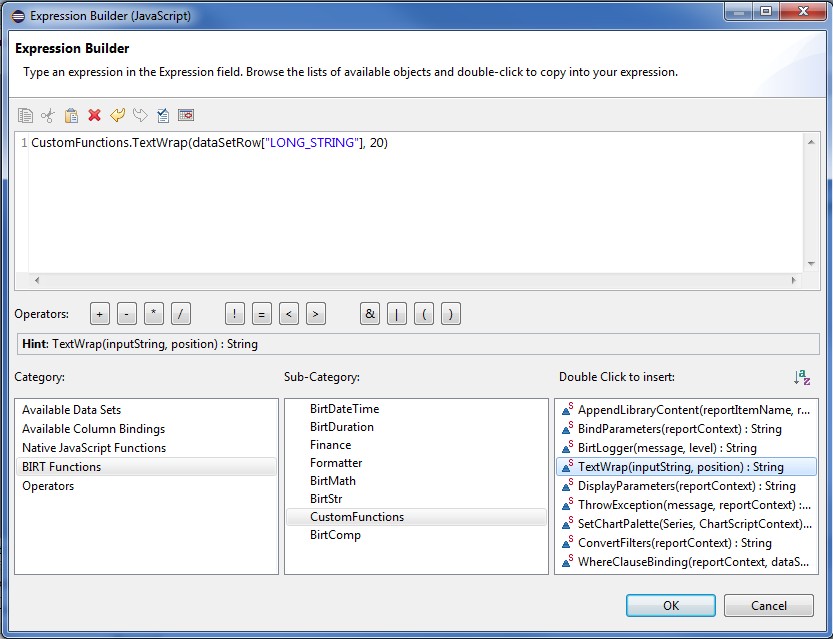 Expression Builder (JavaScript)
Expression Builder
Type an expression in the Expression field. Browse the lists of available objects and double-click to copy into your expression.
1 CustomFunctions.TextWrap(dataSetRow["LONG_STRING"], 20)
Operators: + - * / ! = < > & | ( )
Hint: TextWrap(inputString, position) : String
Category: Sub-Category: Double Click to insert:
Available Data Sets
Available Column Bindings
Native JavaScript Functions
BIRT Functions
Operators
BirtDateTime
BirtDuration
Finance
Formatter
BirtMath
BirtStr
CustomFunctions
BirtComp
AppendLibraryContent(reportItemName, r...
BindParameters(reportContext) : String
BirtLogger(message, level) : String
TextWrap(inputString, position) : String
DisplayParameters(reportContext) : String
ThrowException(message, reportContext) :...
SetChartPalette(Series, ChartScriptContext)...
ConvertFilters(reportContext) : String
WhereClauseBinding(reportContext, dataS...
OK Cancel